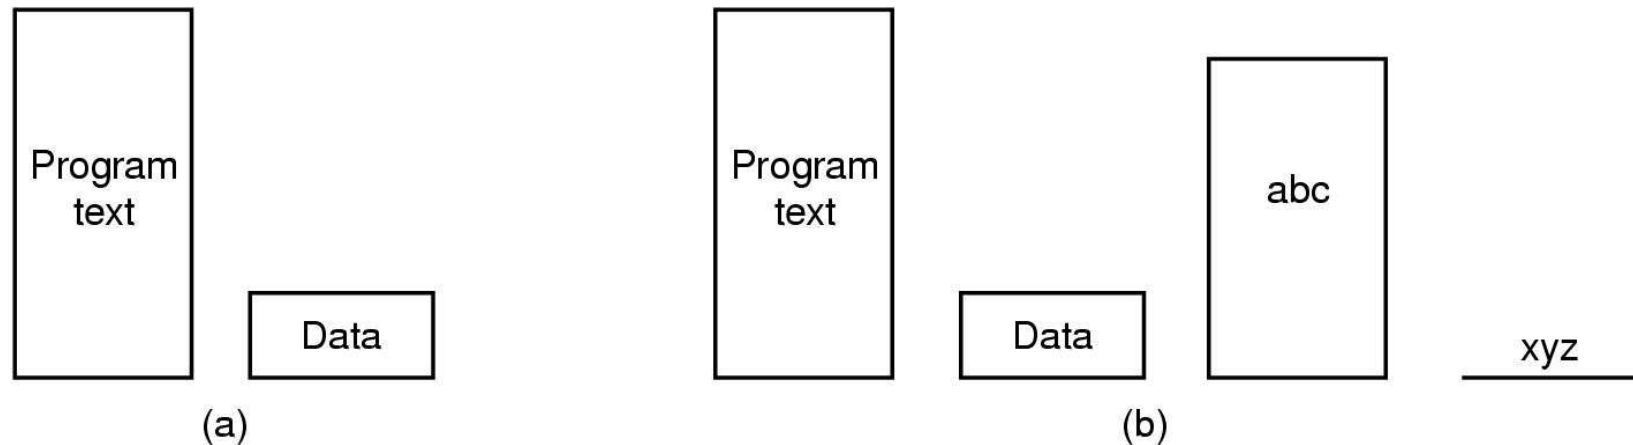 Program
text
Data
(a)
Program
text
Data
abc
xyz
(b)